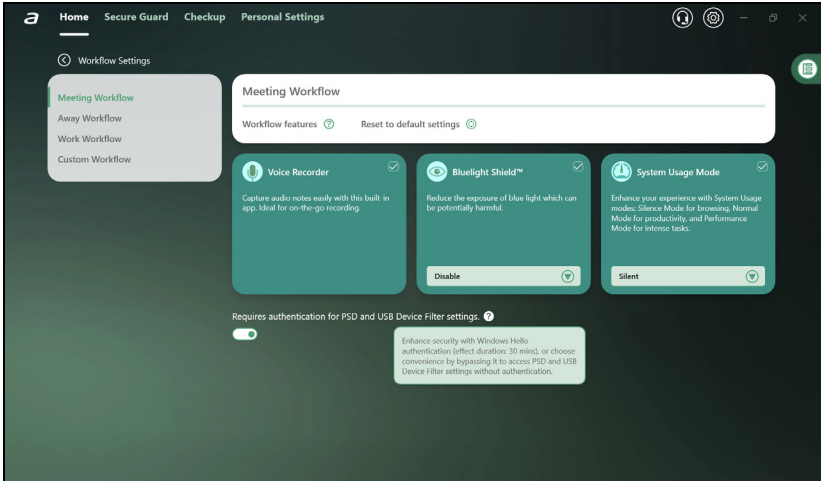 a Home Secure Guard Checkup Personal Settings
Workflow Settings
Meeting Workflow
Away Workflow
Work Workflow
Custom Workflow
Meeting Workflow
Workflow features ? Reset to default settings
Voice Recorder
Capture audio notes easily with this built-in
app. Ideal for on-the-go recording.
Bluelight Shield™
Reduce the exposure of blue light which can
be potentially harmful.
Disable
System Usage Mode
Enhance your experience with System Usage
modes; Silence Mode for browsing, Normal
Mode for productivity, and Performance
Mode for intense tasks.
Silent
Requires authentication for PSD and USB Device Filter settings. ?
Enhance security with Windows Hello
authentication (effect duration: 30 mins), or choose
convenience by bypassing it to access PSD and USB
Device Filter settings without authentication.